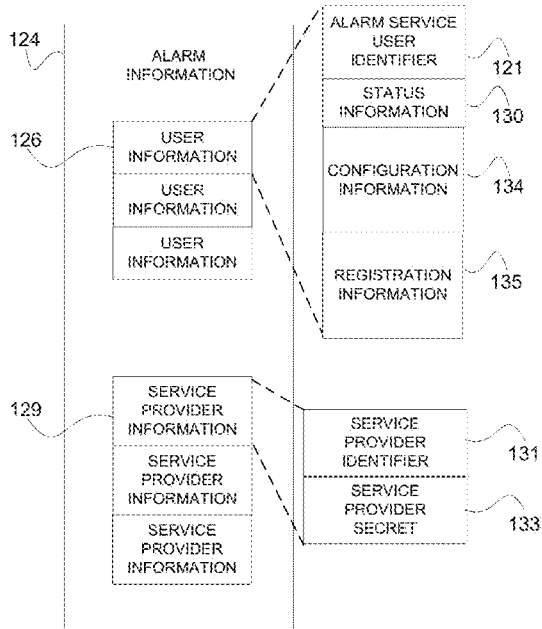 124
ALARM
INFORMATION
126
USER
INFORMATION
USER
INFORMATION
USER
INFORMATION
ALARM SERVICE
USER
IDENTIFIER
121
STATUS
INFORMATION
130
CONFIGURATION
INFORMATION
134
REGISTRATION
INFORMATION
135
129
SERVICE
PROVIDER
INFORMATION
SERVICE
PROVIDER
INFORMATION
SERVICE
PROVIDER
INFORMATION
SERVICE
PROVIDER
IDENTIFIER
131
SERVICE
PROVIDER
SECRET
133